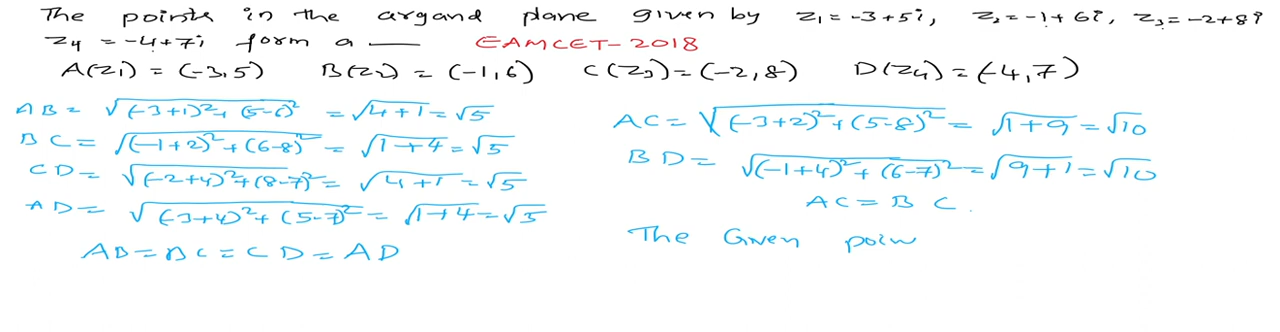 The points in the argand plane given by z₁ = -3+5i, z₂ = -1+6i, z₃ = -2+8i
z₄ = -4+7i form a — EAMCET-2018
A(z₁) = (-3,5) B(z₂) = (-1,6) C(z₃) = (-2,8) D(z₄) = (-4,7)
AB = √(-3+1)²+(5-6)² = √4+1 = √5
BC = √(-1+2)²+(6-8)² = √1+4 = √5
CD = √(-2+4)²+(8-7)² = √4+1 = √5
AD = √(-3+4)²+(5-7)² = √1+4 = √5
AB = BC = CD = AD
AC = √(-3+2)²+(5-8)² = √1+9 = √10
BD = √(-1+4)²+(6-7)² = √9+1 = √10
AC = B C.
The Given poin